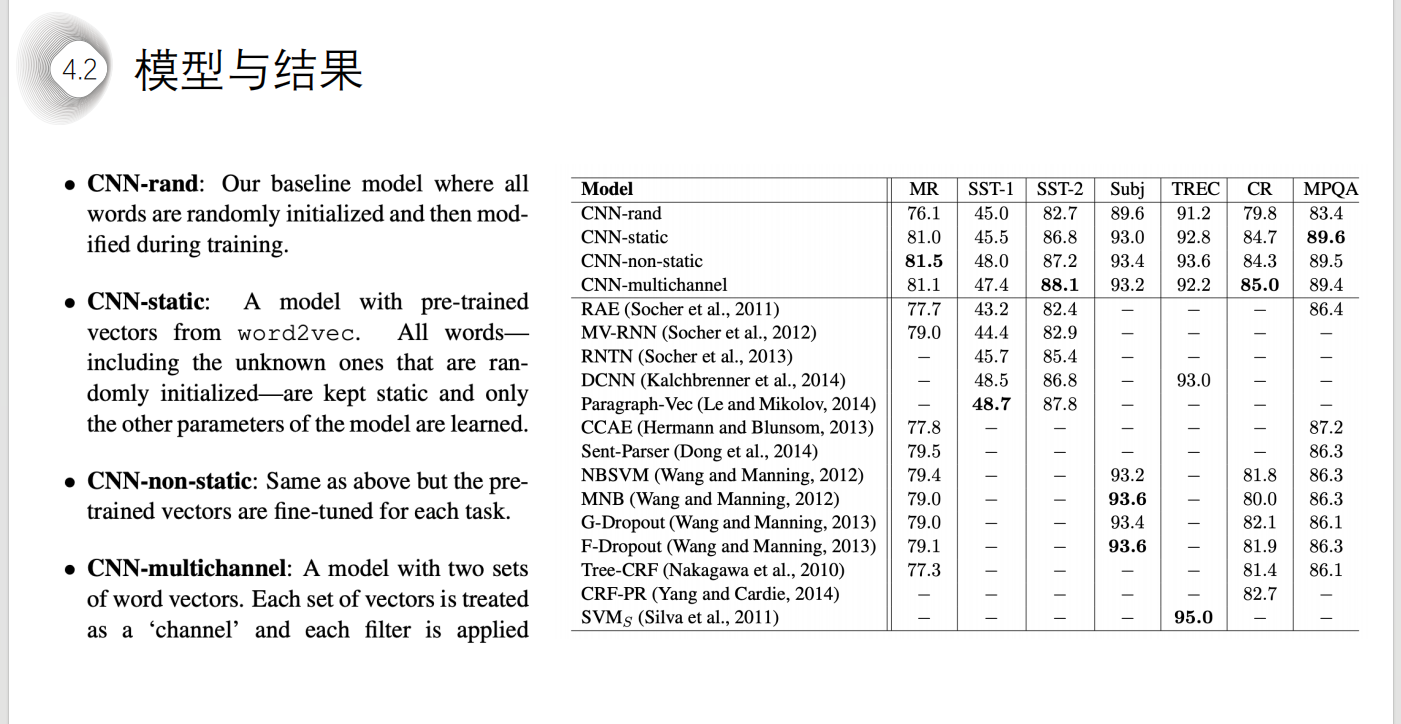 4.2 模型与结果
• CNN-rand: Our baseline model where all
words are randomly initialized and then mod-
ified during training.
• CNN-static: A model with pre-trained
vectors from word2vec. All words—
including the unknown ones that are ran-
domly initialized—are kept static and only
the other parameters of the model are learned.
• CNN-non-static: Same as above but the pre-
trained vectors are fine-tuned for each task.
• CNN-multichannel: A model with two sets
of word vectors. Each set of vectors is treated
as a ‘channel’ and each filter is applied
Model MR SST-1 SST-2 Subj TREC CR MPQA
CNN-rand 76.1 45.0 82.7 89.6 91.2 79.8 83.4
CNN-static 81.0 45.5 86.8 93.0 92.8 84.7 89.6
CNN-non-static 81.5 48.0 87.2 93.4 93.6 84.3 89.5
CNN-multichannel 81.1 47.4 88.1 93.2 92.2 85.0 89.4
RAE (Socher et al., 2011) 77.7 43.2 82.4 – – – 86.4
MV-RNN (Socher et al., 2012) 79.0 44.4 82.9 – – – –
RNTN (Socher et al., 2013) – 45.7 85.4 – – – –
DCNN (Kalchbrenner et al., 2014) – 48.5 86.8 – 93.0 – –
Paragraph-Vec (Le and Mikolov, 2014) – 48.7 87.8 – – – –
CCAE (Hermann and Blunsom, 2013) 77.8 – – – – – 87.2
Sent-Parser (Dong et al., 2014) 79.5 – – – – – 86.3
NBSVM (Wang and Manning, 2012) 79.4 – – 93.2 – 81.8 86.3
MNB (Wang and Manning, 2012) 79.0 – – 93.6 – 80.0 86.3
G-Dropout (Wang and Manning, 2013) 79.0 – – 93.4 – 82.1 86.1
F-Dropout (Wang and Manning, 2013) 79.1 – – 93.6 – 81.9 86.3
Tree-CRF (Nakagawa et al., 2010) 77.3 – – – – 81.4 86.1
CRF-PR (Yang and Cardie, 2014) – – – – – 82.7 –
SVMS (Silva et al., 2011) – – – – 95.0 – –